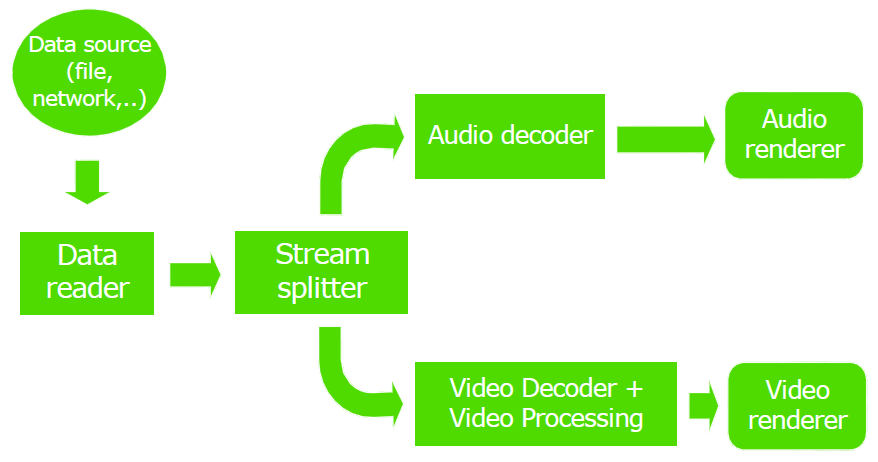 Data source
(file,
network,..)
Data
reader
Stream
splitter
Audio decoder
Audio
renderer
Video Decoder +
Video Processing
Video
renderer